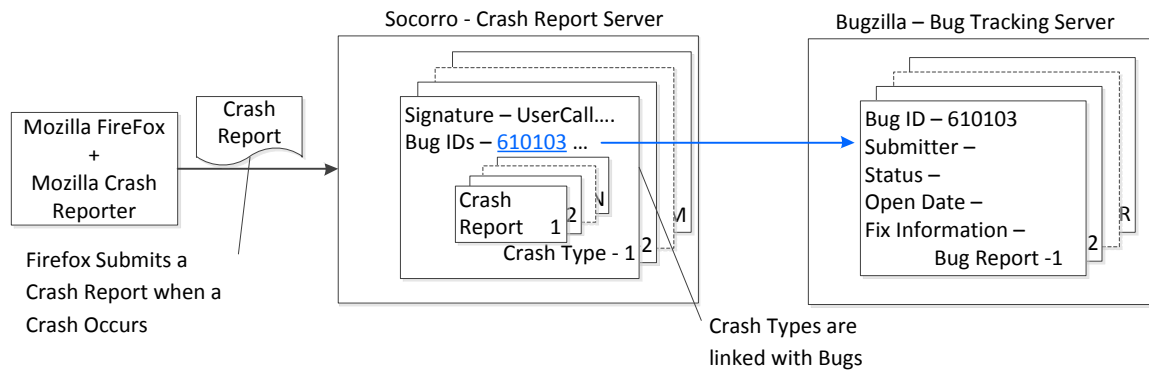 Socorro - Crash Report Server
Bugzilla – Bug Tracking Server
Mozilla FireFox
+
Mozilla Crash
Reporter
Crash
Report
Firefox Submits a
Crash Report when a
Crash Occurs
Signature – UserCall....
Bug IDs – 610103 ...
Crash
Report 1
2
N
Crash Type - 1
2
M
Crash Types are
linked with Bugs
Bug ID – 610103
Submitter –
Status –
Open Date –
Fix Information –
Bug Report -1
2
R